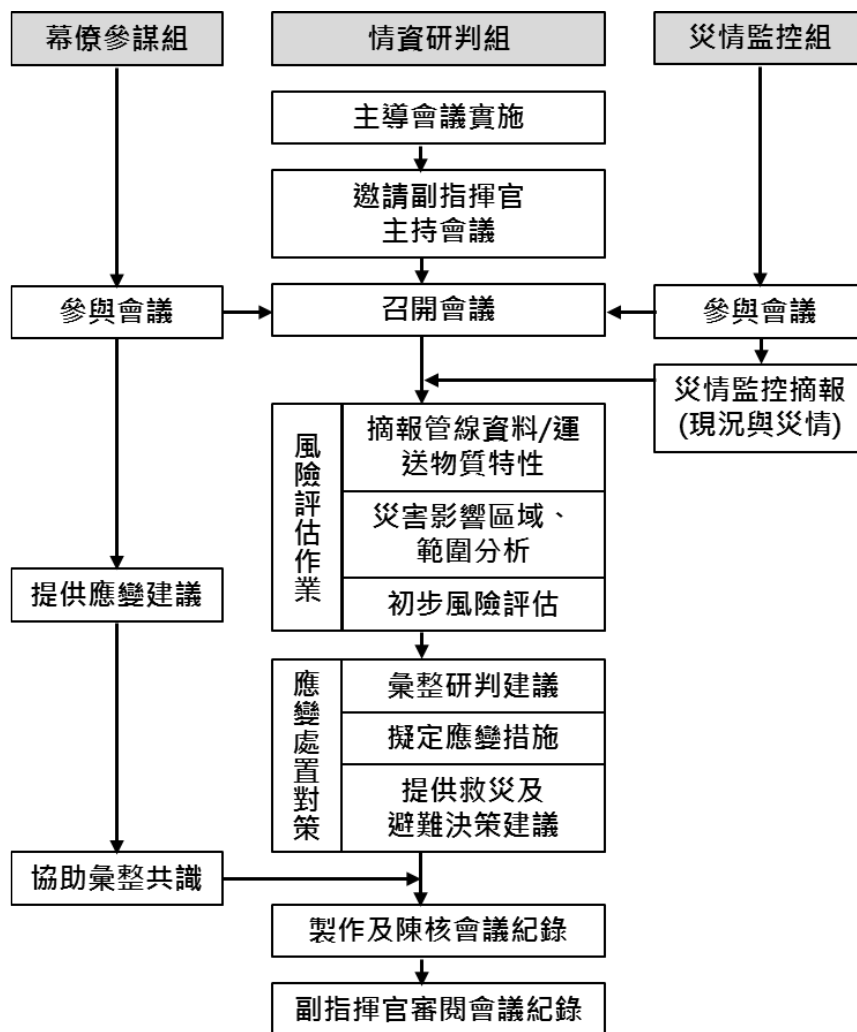 幕僚參謀組
情資研判組
災情監控組
主導會議實施
邀請副指揮官
主持會議
參與會議
召開會議
參與會議
災情監控摘報
(現況與災情)
風險評估作業
摘報管線資料/運
送物質特性
災害影響區域、
範圍分析
初步風險評估
提供應變建議
應變處置對策
彙整研判建議
擬定應變措施
提供救災及
避難決策建議
協助彙整共識
製作及陳核會議紀錄
副指揮官審閱會議紀錄